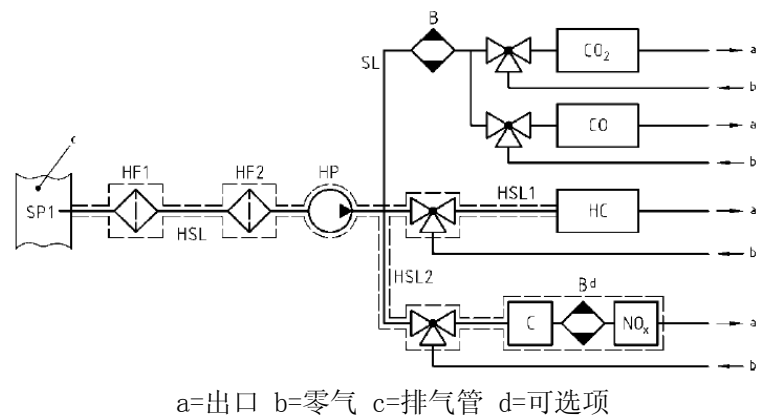 B
SL
CO₂
a
b
c
CO
a
b
HF1
HF2
HP
SP1
HSL
HSL1
HC
a
b
HSL2
Bᵈ
C
NOₓ
a
b
a=出口 b=零气 c=排气管 d=可选项